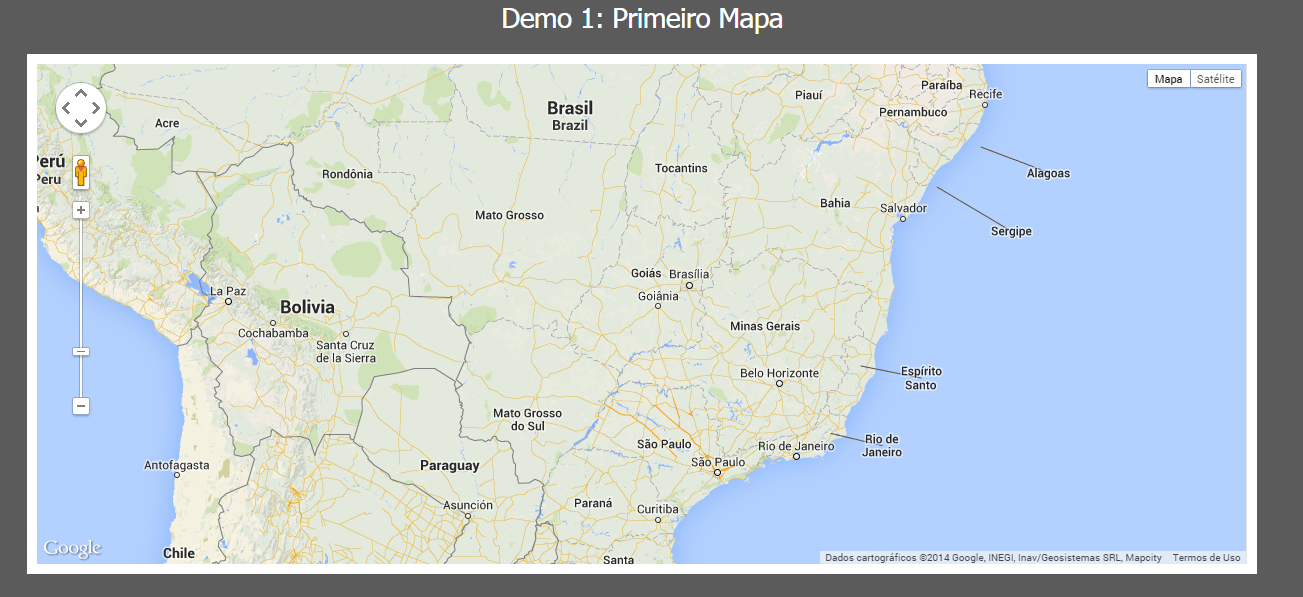 Demo 1: Primeiro Mapa
Mapa
Satélite
Brasil
Brazil
Piauí
Paraíba
Recife
Pernambuco
Acre
Perú
Peru
Rondônia
Tocantins
Alagoas
Mato Grosso
Bahia
Salvador
Sergipe
La Paz
Bolivia
Goiás
Brasília
Goiânia
Cochabamba
Santa Cruz
de la Sierra
Minas Gerais
Belo Horizonte
Espírito
Santo
Mato Grosso
do Sul
São Paulo
São Paulo
Rio de Janeiro
Rio de
Janeiro
Antofagasta
Paraguay
Asunción
Paraná
Curitiba
Chile
Santa
Google
Dados cartográficos ©2014 Google, INEGI, Inav/Geosistemas SRL, Mapcity
Termos de Uso